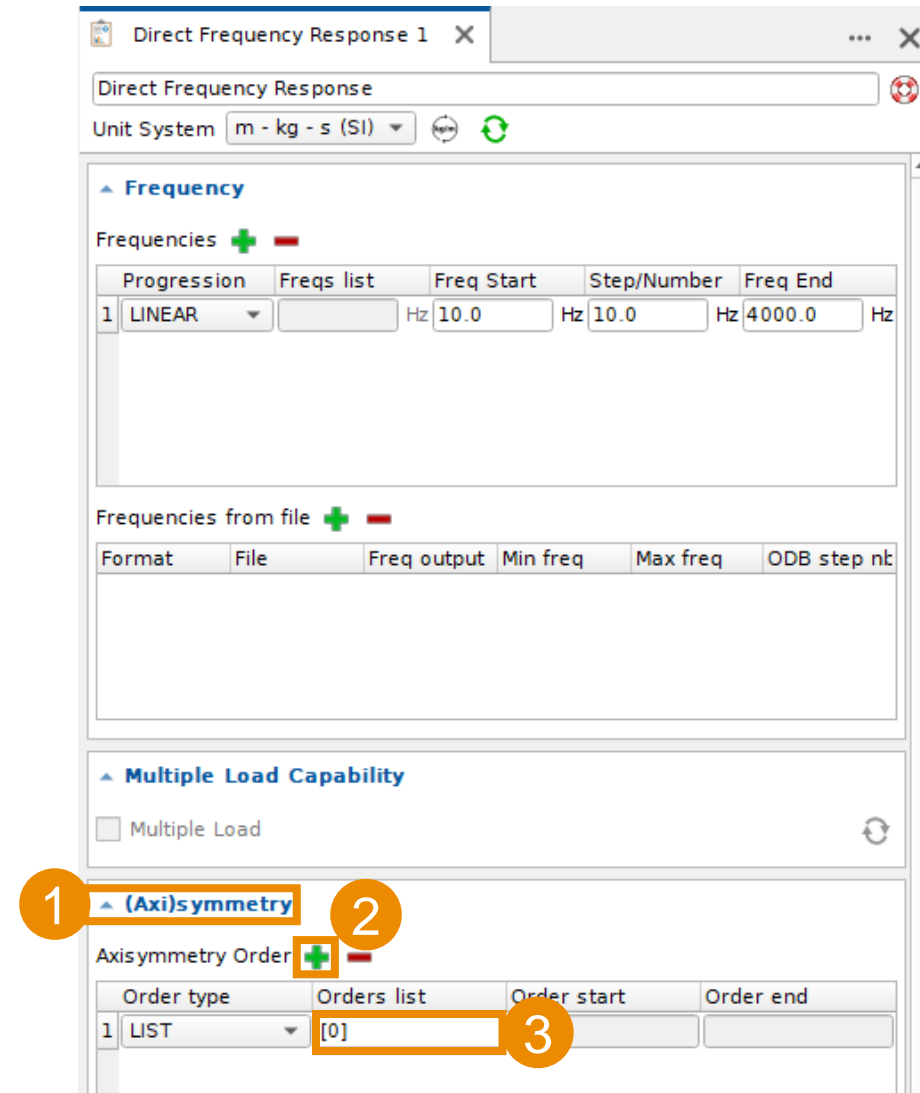 Direct Frequency Response 1
Direct Frequency Response
Unit System m - kg - s (SI)
Frequency
Frequencies
Progression Freqs list Freq Start Step/Number Freq End
1 LINEAR Hz 10.0 Hz 10.0 Hz 4000.0 Hz
Frequencies from file
Format File Freq output Min freq Max freq ODB step nb
Multiple Load Capability
Multiple Load
1 (Axi)symmetry 2
Axisymmetry Order
Order type Orders list Order start Order end
1 LIST [0] 3